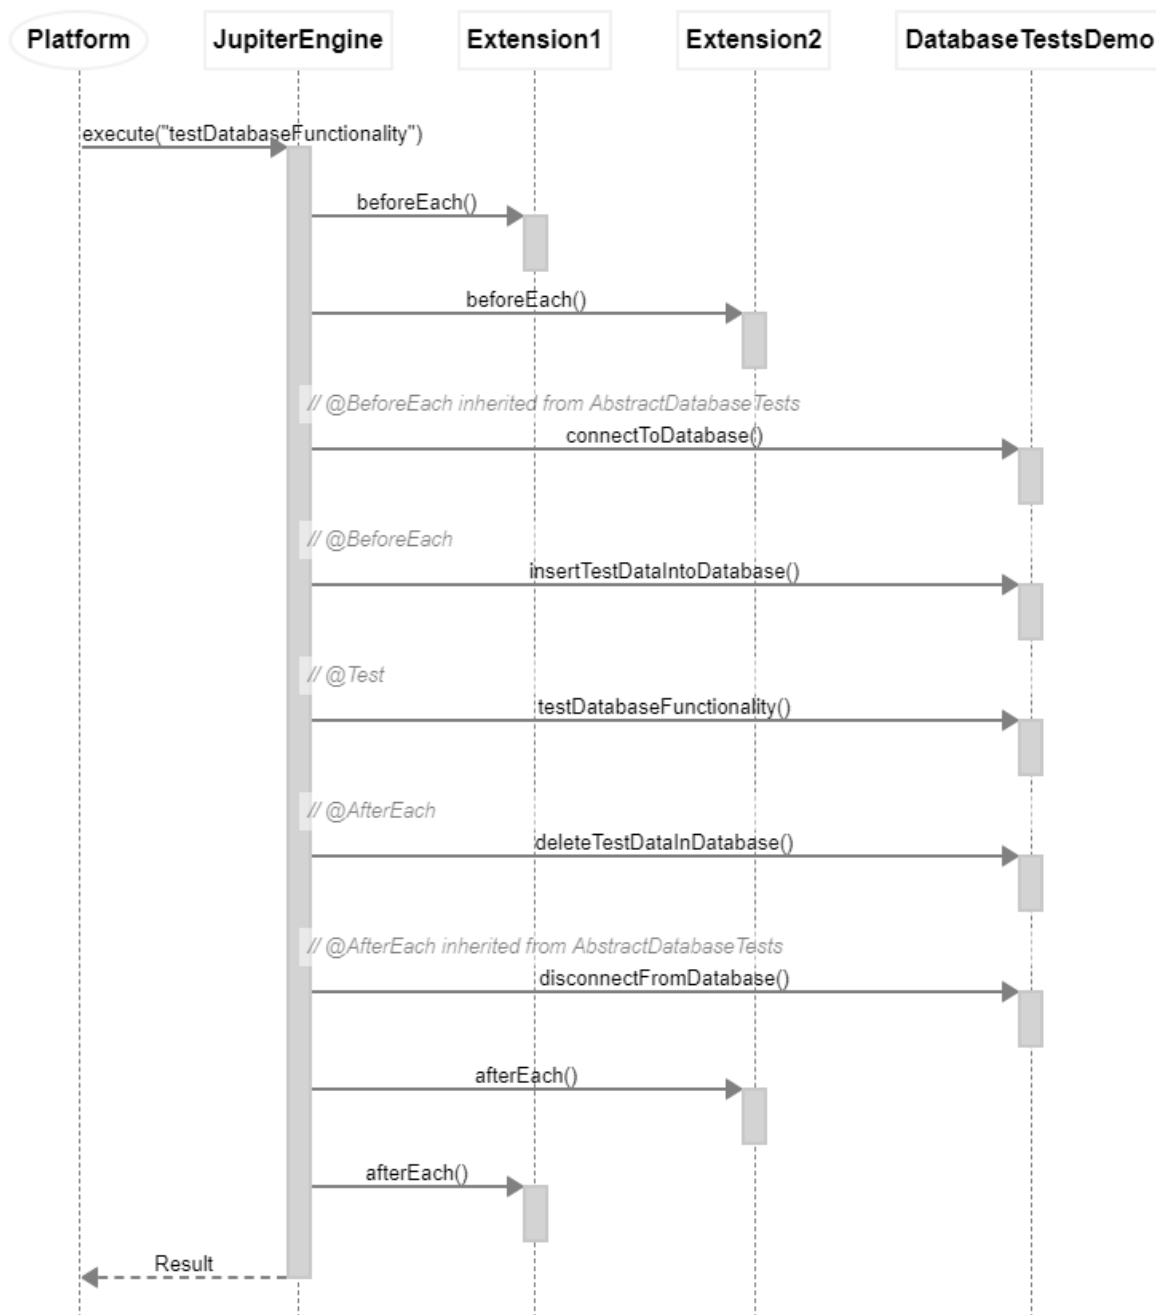 Platform JupiterEngine Extension1 Extension2 DatabaseTestsDemo
execute("testDatabaseFunctionality")
beforeEach()
beforeEach()
// @BeforeEach inherited from AbstractDatabaseTests
connectToDatabase()
// @BeforeEach
insertTestDataIntoDatabase()
// @Test
testDatabaseFunctionality()
// @AfterEach
deleteTestDataInDatabase()
// @AfterEach inherited from AbstractDatabaseTests
disconnectFromDatabase()
afterEach()
afterEach()
Result